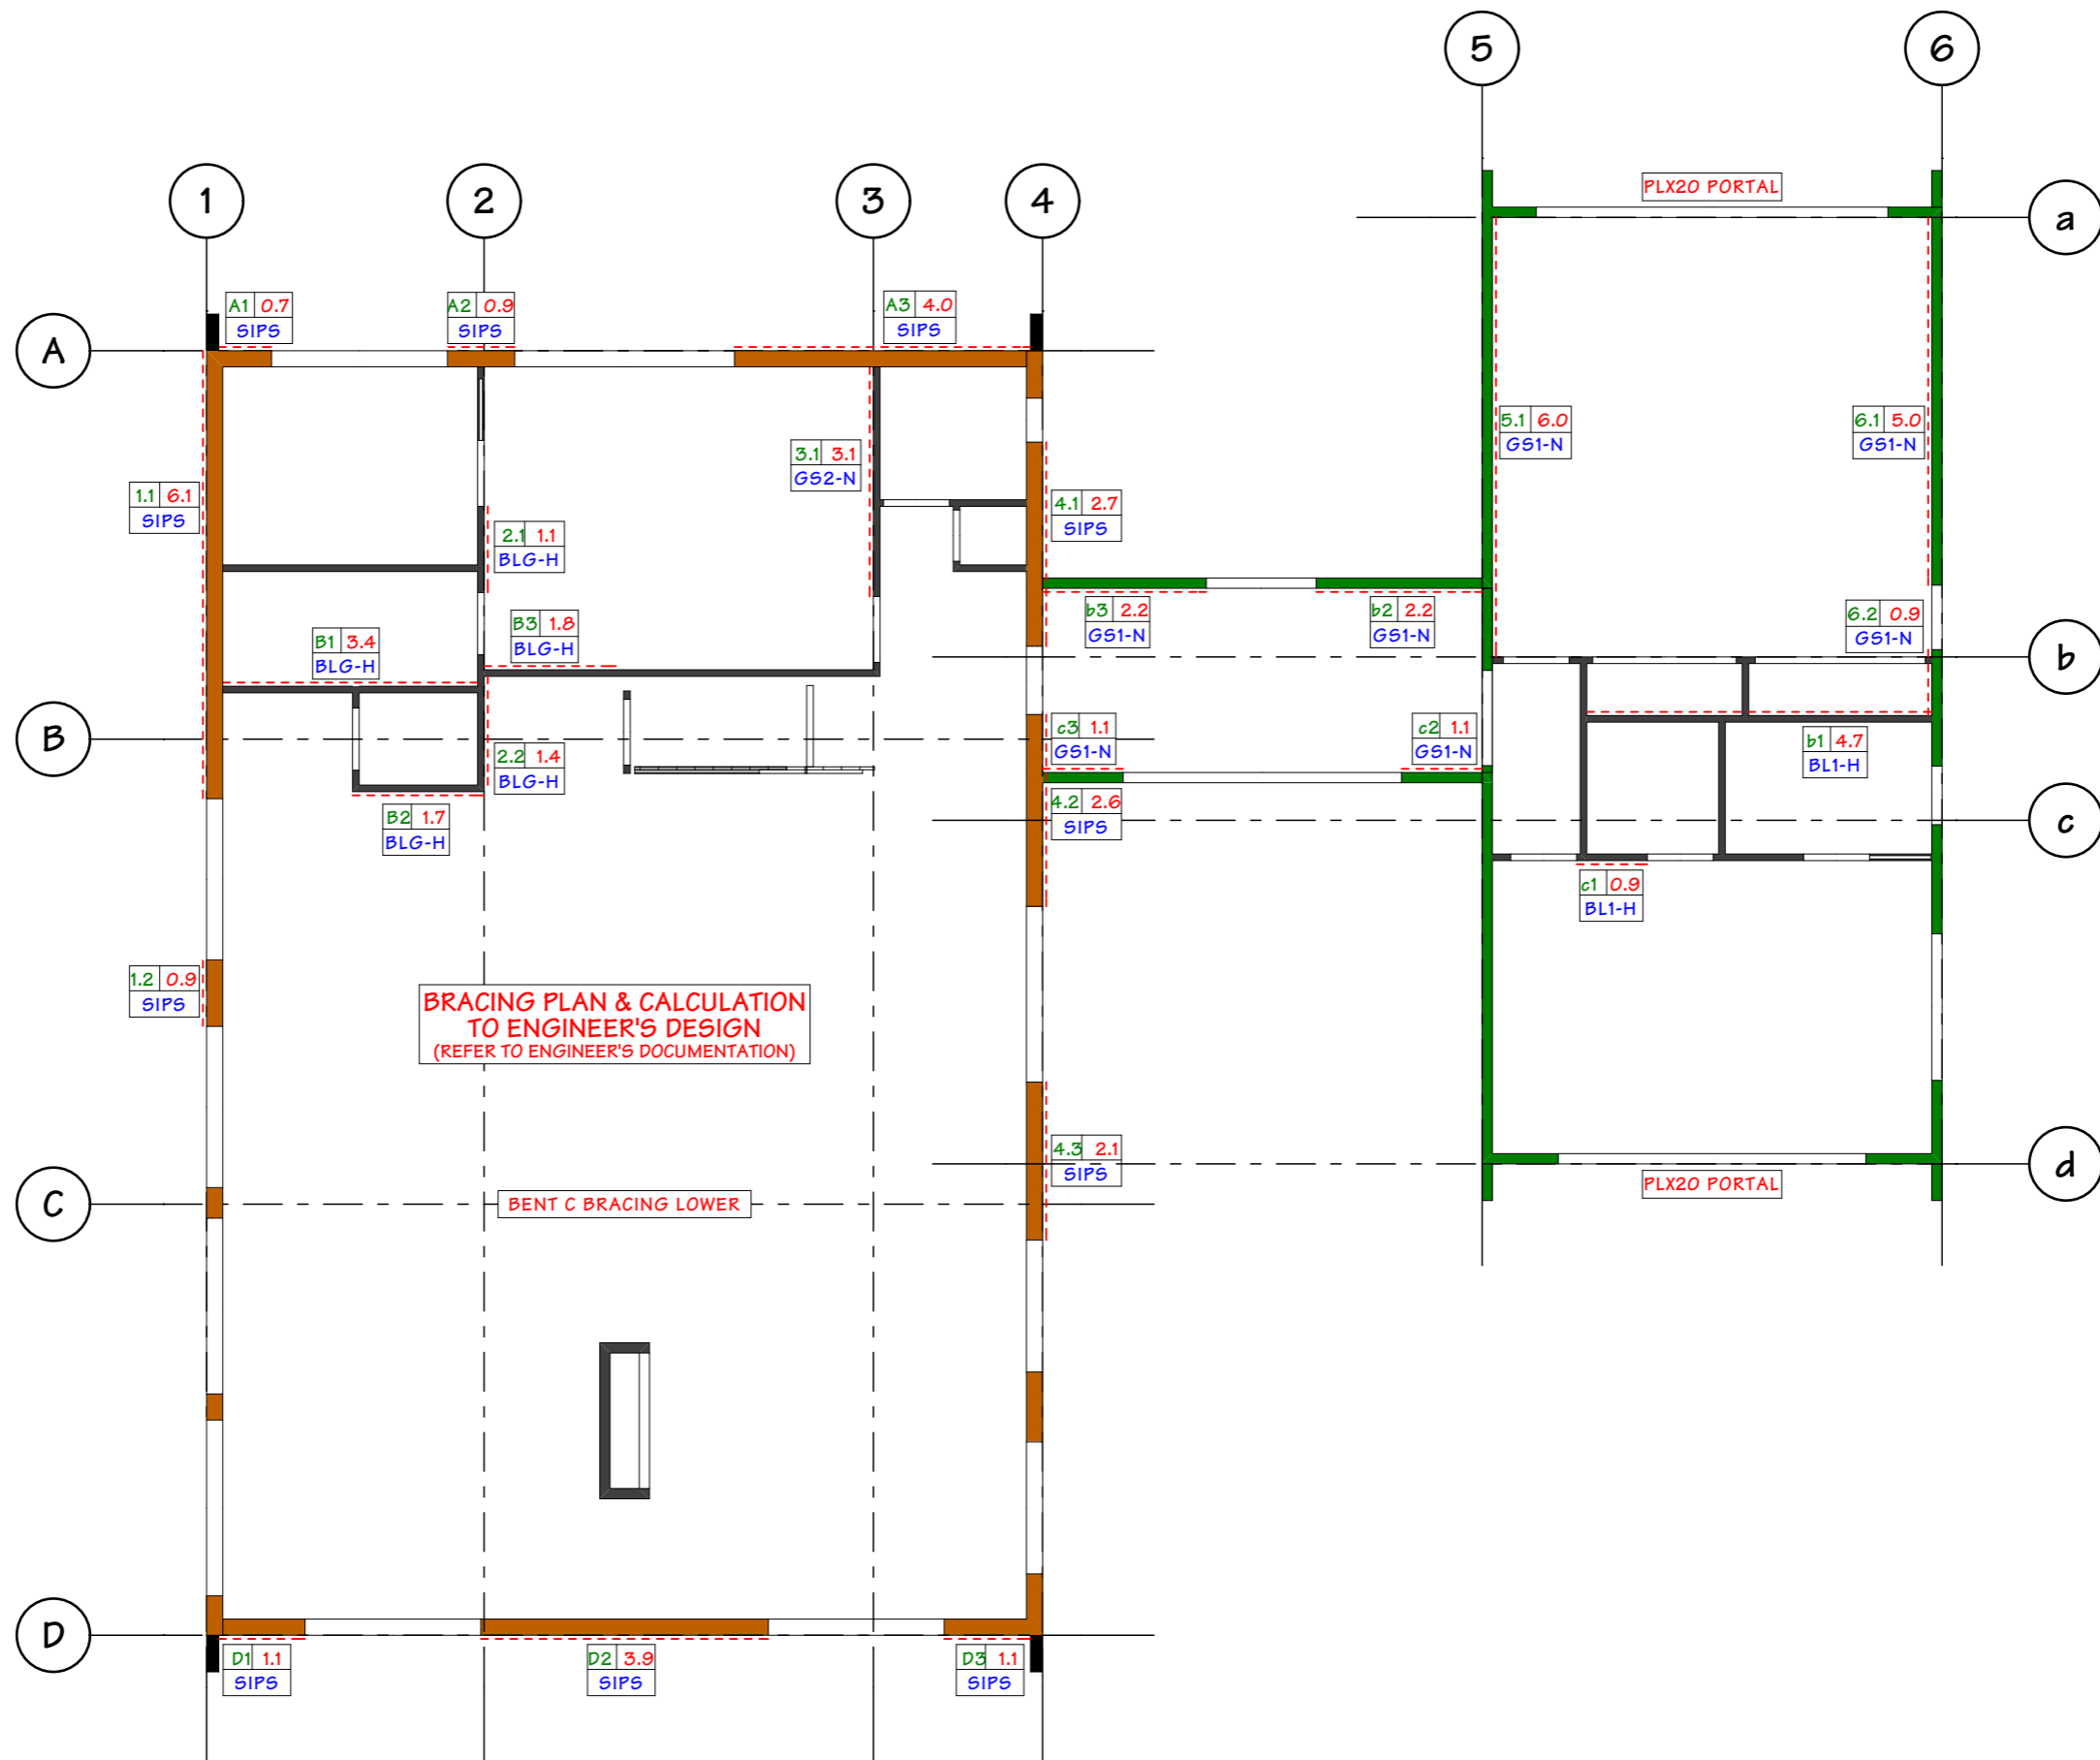 5 6
PLX20 PORTAL
1 2 3 4
a
A1 0.7
SIPS
A2 0.9
SIPS
A3 4.0
SIPS
A
5.1 6.0
GS1-N
6.1 5.0
GS1-N
3.1 3.1
GS2-N
1.1 6.1
SIPS
4.1 2.7
SIPS
2.1 1.1
BLG-H
b3 2.2
GS1-N
b2 2.2
GS1-N
6.2 0.9
GS1-N
B3 1.8
BLG-H
B1 3.4
BLG-H
b
B
c3 1.1
GS1-N
c2 1.1
GS1-N
b1 4.7
BL1-H
2.2 1.4
BLG-H
B2 1.7
BLG-H
4.2 2.6
SIPS
c
c1 0.9
BL1-H
1.2 0.9
SIPS
BRACING PLAN & CALCULATION
TO ENGINEER'S DESIGN
(REFER TO ENGINEER'S DOCUMENTATION)
4.3 2.1
SIPS
d
PLX20 PORTAL
C
BENT C BRACING LOWER
D
D1 1.1
SIPS
D2 3.9
SIPS
D3 1.1
SIPS